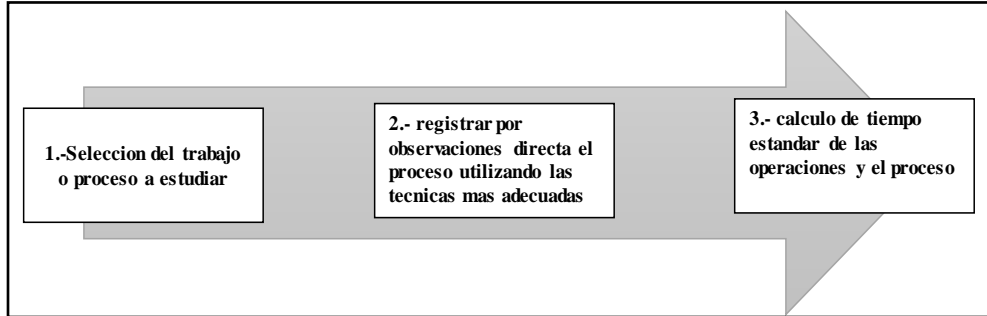 1.-Seleccion del trabajo
o proceso a estudiar
2.- registrar por
observaciones directa el
proceso utilizando las
tecnicas mas adecuadas
3.- calculo de tiempo
estandar de las
operaciones y el proceso